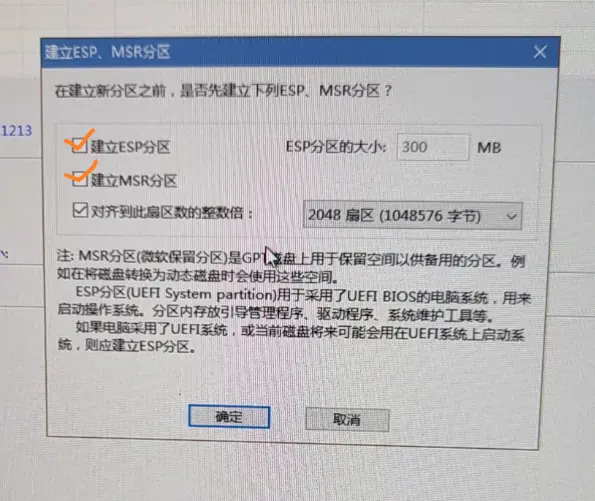 建立ESP、MSR分区
在建立新分区之前，是否先建立下列ESP、MSR分区？
1213
建立ESP分区
ESP分区的大小:
300
MB
建立MSR分区
对齐到此扇区数的整数倍：
2048 扇区 (1048576 字节)
注: MSR分区(微软保留分区)是GPT磁盘上用于保留空间以供备用的分区。例
如在将磁盘转换为动态磁盘时会使用这些空间。
ESP分区(UEFI System partition)用于采用了UEFI BIOS的电脑系统，用来
启动操作系统。分区内存放引导管理程序、驱动程序、系统维护工具等。
如果电脑采用了UEFI系统，或当前磁盘将来可能会用在UEFI系统上启动系
统，则应建立ESP分区。
确定
取消